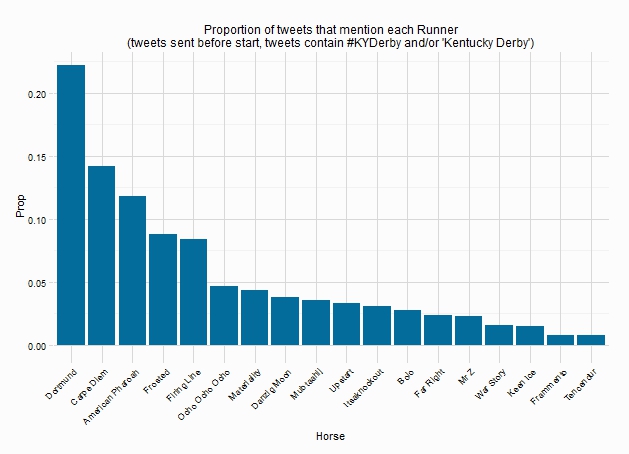 Proportion of tweets that mention each Runner
(tweets sent before start, tweets contain #KYDerby and/or 'Kentucky Derby')
Prop
0.20
0.15
0.10
0.05
0.00
Dortmund
Carpe Diem
American Pharoah
Frosted
Firing Line
Ocho Ocho Ocho
Materiality
Danzig Moon
Mubtaahij
Upstart
Itsaknockout
Bolo
Far Right
Mr Z
War Story
Keen Ice
Frammento
Tencendur
Horse